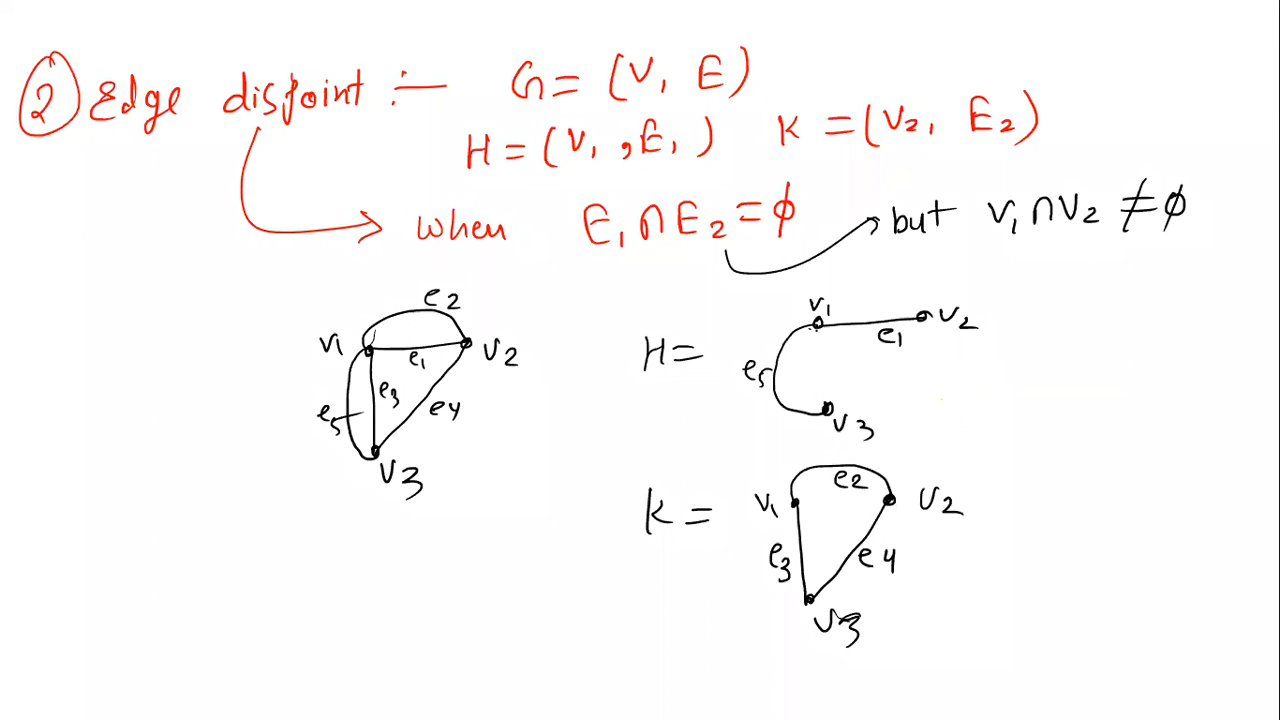 ② Edge disjoint :— G = (V, E)
H = (V₁, E₁) K = (V₂, E₂)
when E₁ ∩ E₂ = ϕ but V₁ ∩ V₂ ≠ ϕ
e2
v1 e1 v2
e3
e5 e4
v3
H = v1 e1 v2
e5
v3
K = v1 e2 v2
e3 e4
v3